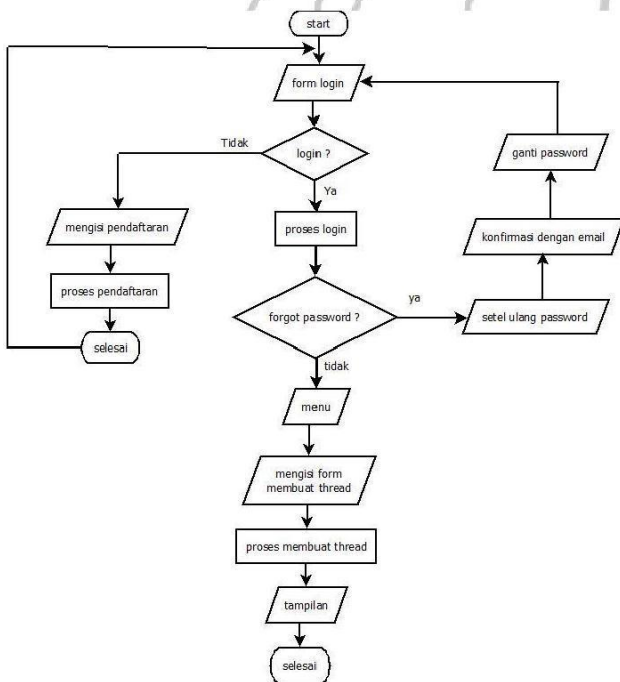 start
form login
Tidak
login ?
ganti password
Ya
mengisi pendaftaran
proses login
konfirmasi dengan email
proses pendaftaran
forgot password ?
ya
setel ulang password
selesai
tidak
menu
mengisi form
membuat thread
proses membuat thread
tampilan
selesai